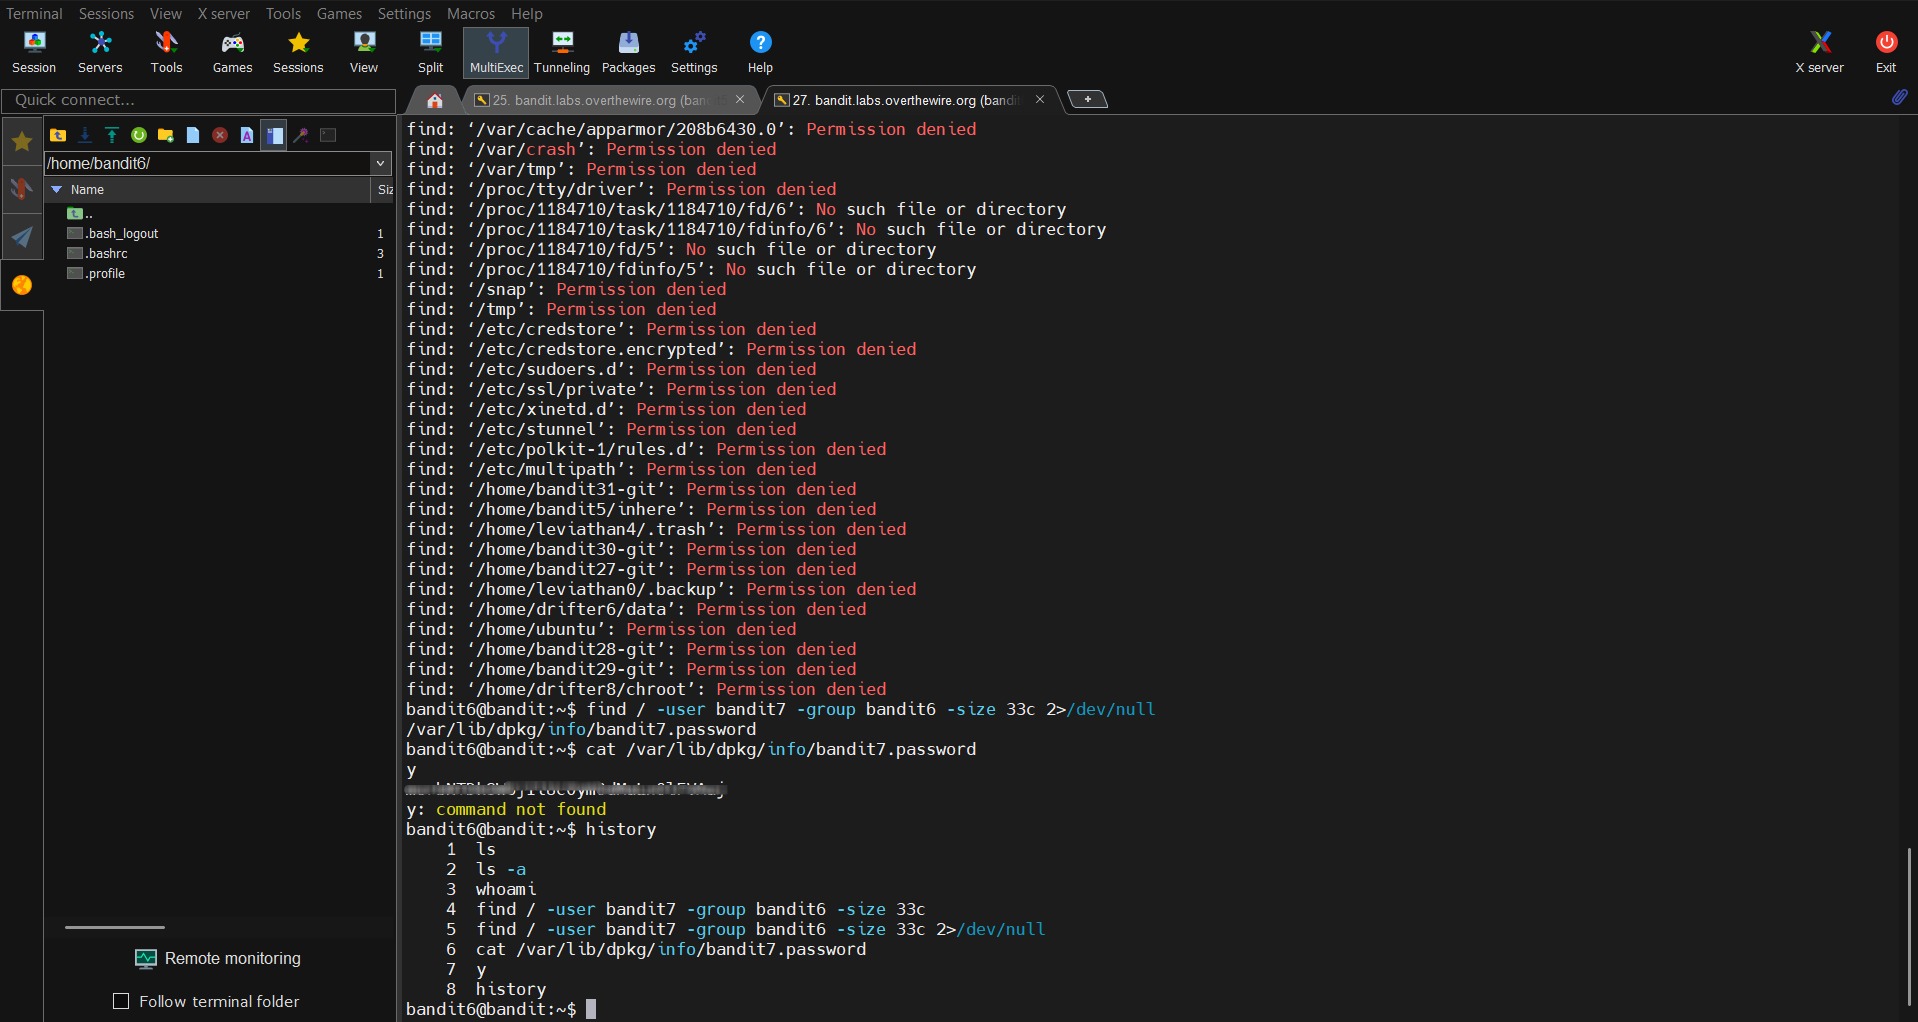 Terminal Sessions View X server Tools Games Settings Macros Help
Session Servers Tools Games Sessions View Split MultiExec Tunneling Packages Settings Help X server Exit
Quick connect...
25. bandit.labs.overthewire.org
27. bandit.labs.overthewire.org
/home/bandit6/
Name Siz
..
.bash_logout 1
.bashrc 3
.profile 1
Remote monitoring
Follow terminal folder
find: ‘/var/cache/apparmor/208b6430.0’: Permission denied
find: ‘/var/crash’: Permission denied
find: ‘/var/tmp’: Permission denied
find: ‘/proc/tty/driver’: Permission denied
find: ‘/proc/1184710/task/1184710/fd/6’: No such file or directory
find: ‘/proc/1184710/task/1184710/fdinfo/6’: No such file or directory
find: ‘/proc/1184710/fd/5’: No such file or directory
find: ‘/proc/1184710/fdinfo/5’: No such file or directory
find: ‘/snap’: Permission denied
find: ‘/tmp’: Permission denied
find: ‘/etc/credstore’: Permission denied
find: ‘/etc/credstore.encrypted’: Permission denied
find: ‘/etc/sudoers.d’: Permission denied
find: ‘/etc/ssl/private’: Permission denied
find: ‘/etc/xinetd.d’: Permission denied
find: ‘/etc/stunnel’: Permission denied
find: ‘/etc/polkit-1/rules.d’: Permission denied
find: ‘/etc/multipath’: Permission denied
find: ‘/home/bandit31-git’: Permission denied
find: ‘/home/bandit5/inhere’: Permission denied
find: ‘/home/leviathan4/.trash’: Permission denied
find: ‘/home/bandit30-git’: Permission denied
find: ‘/home/bandit27-git’: Permission denied
find: ‘/home/leviathan0/.backup’: Permission denied
find: ‘/home/drifter6/data’: Permission denied
find: ‘/home/ubuntu’: Permission denied
find: ‘/home/bandit28-git’: Permission denied
find: ‘/home/bandit29-git’: Permission denied
find: ‘/home/drifter8/chroot’: Permission denied
bandit6@bandit:~$ find / -user bandit7 -group bandit6 -size 33c 2>/dev/null
/var/lib/dpkg/info/bandit7.password
bandit6@bandit:~$ cat /var/lib/dpkg/info/bandit7.password
y
y: command not found
bandit6@bandit:~$ history
1 ls
2 ls -a
3 whoami
4 find / -user bandit7 -group bandit6 -size 33c
5 find / -user bandit7 -group bandit6 -size 33c 2>/dev/null
6 cat /var/lib/dpkg/info/bandit7.password
7 y
8 history
bandit6@bandit:~$